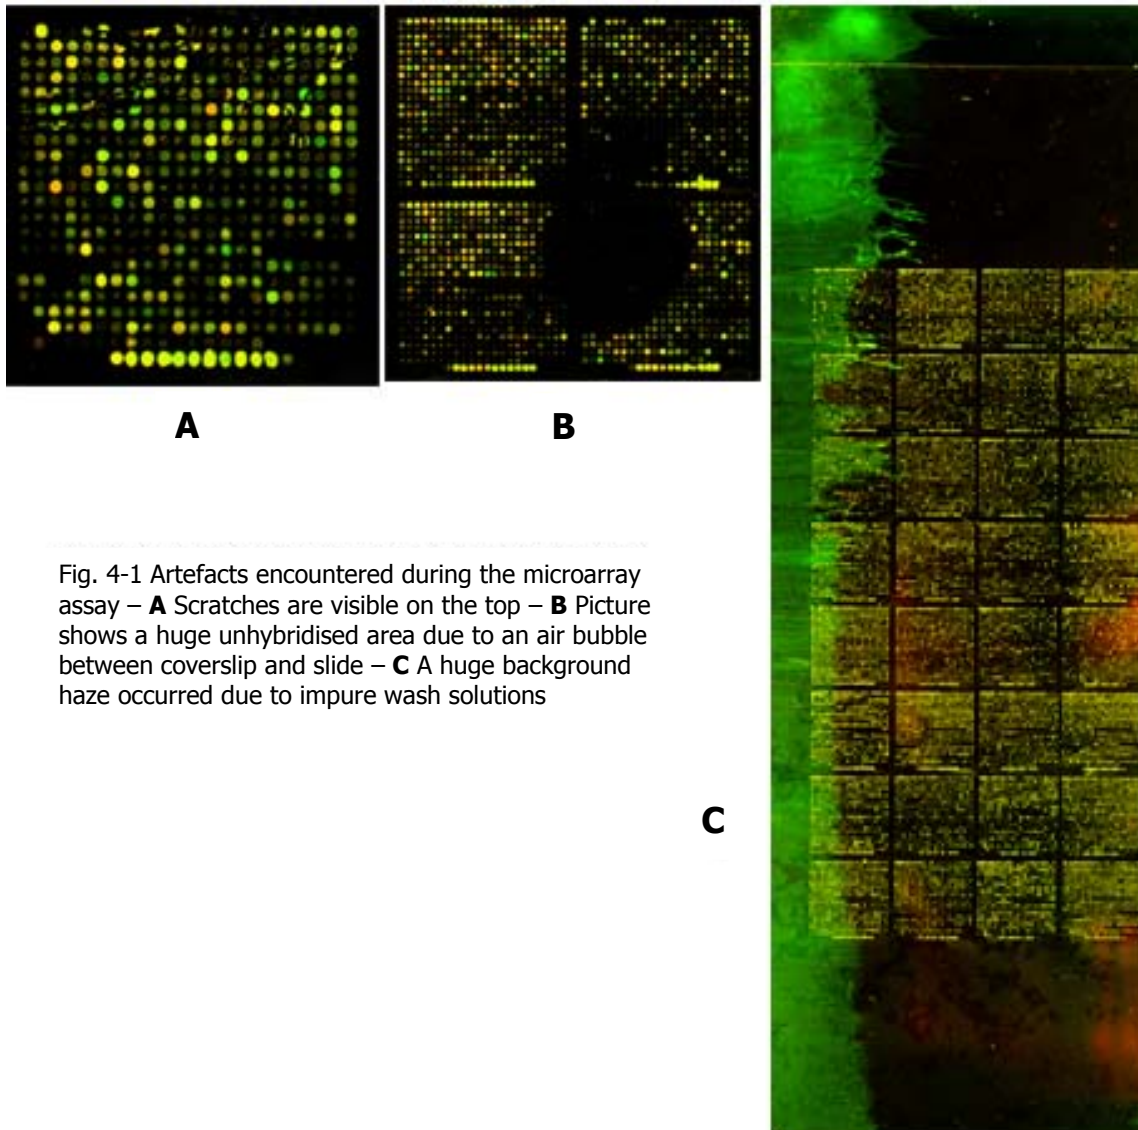 A
B
Fig. 4-1 Artefacts encountered during the microarray
assay – A Scratches are visible on the top – B Picture
shows a huge unhybridised area due to an air bubble
between coverslip and slide – C A huge background
haze occurred due to impure wash solutions
C